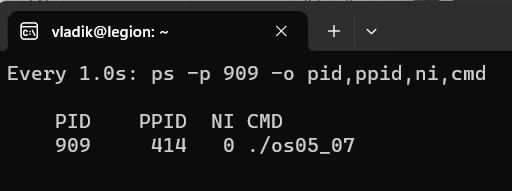 vladik@legion: ~
Every 1.0s: ps -p 909 -o pid,ppid,ni,cmd
PID PPID NI CMD
909 414 0 ./os05_07